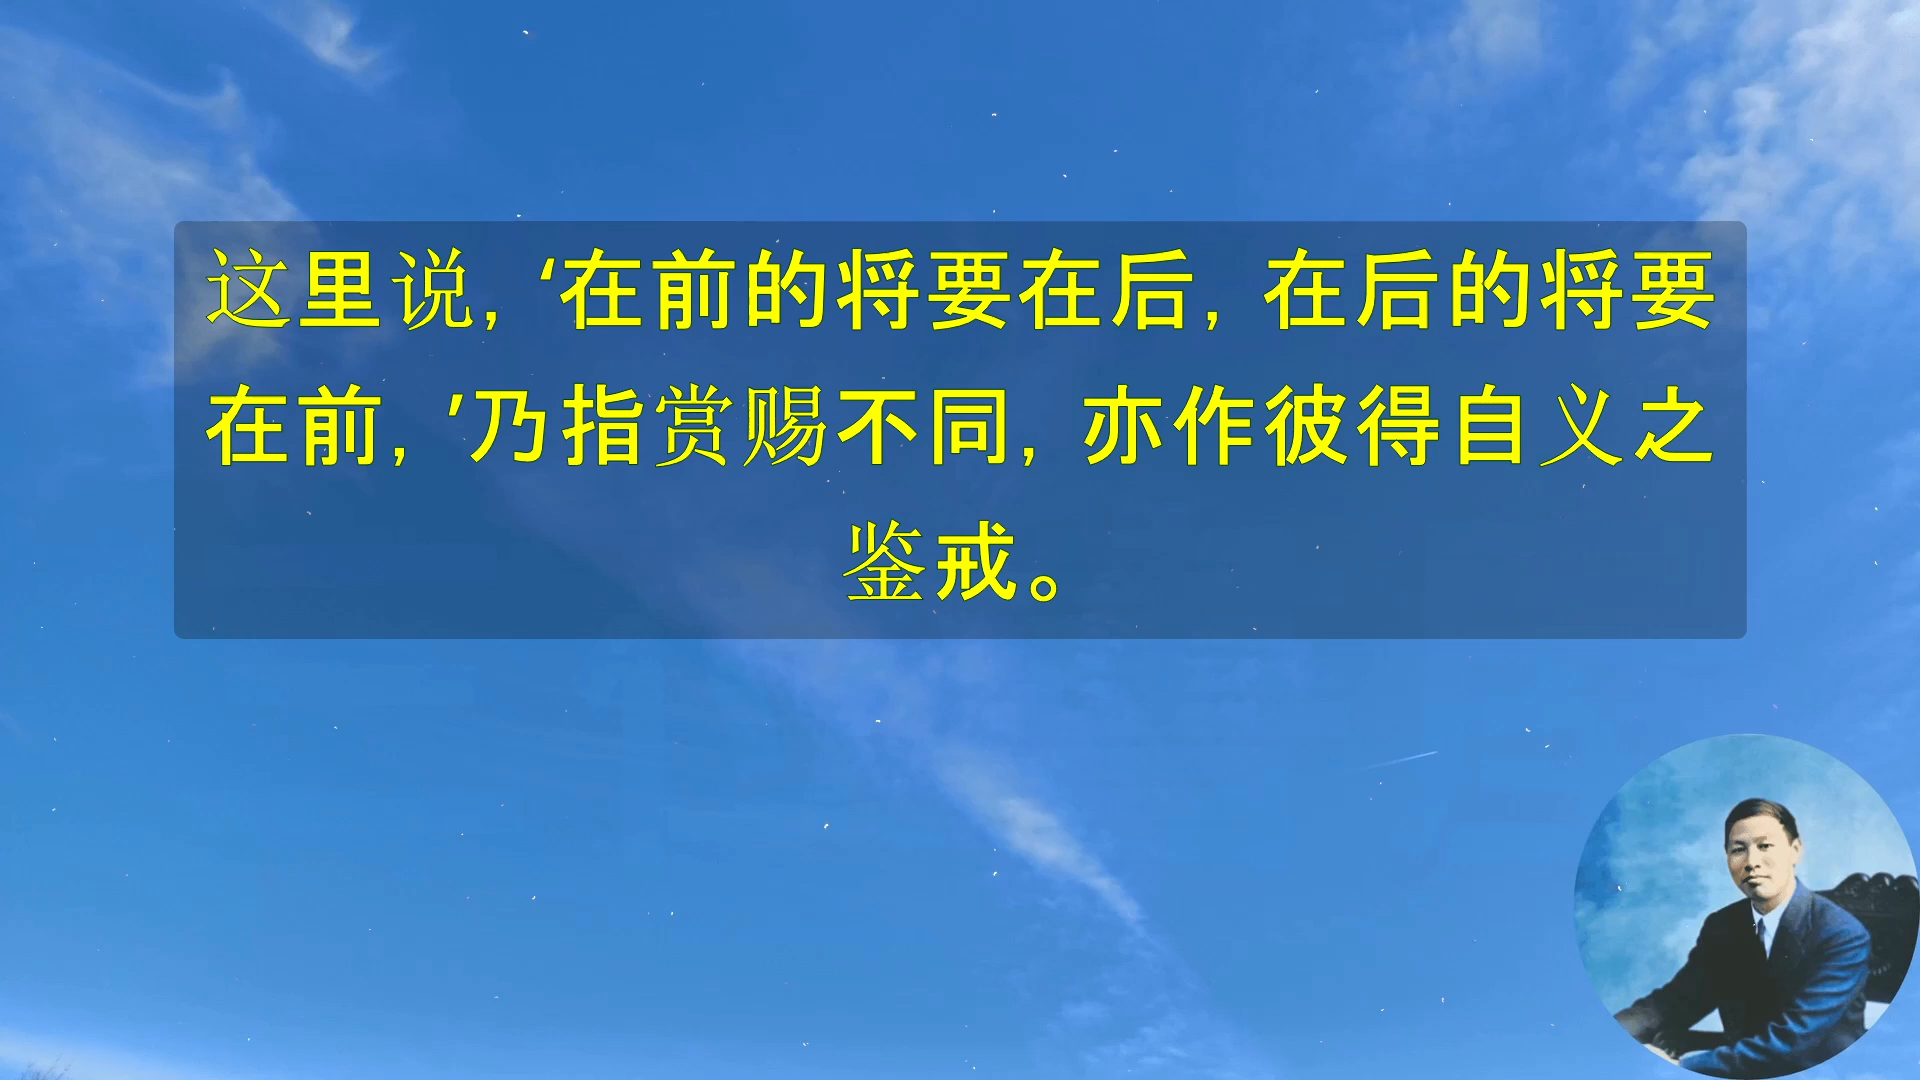 这里说, ‘在前的将要在后, 在后的将要
在前, ’乃指赏赐不同, 亦作彼得自义之
鉴戒。